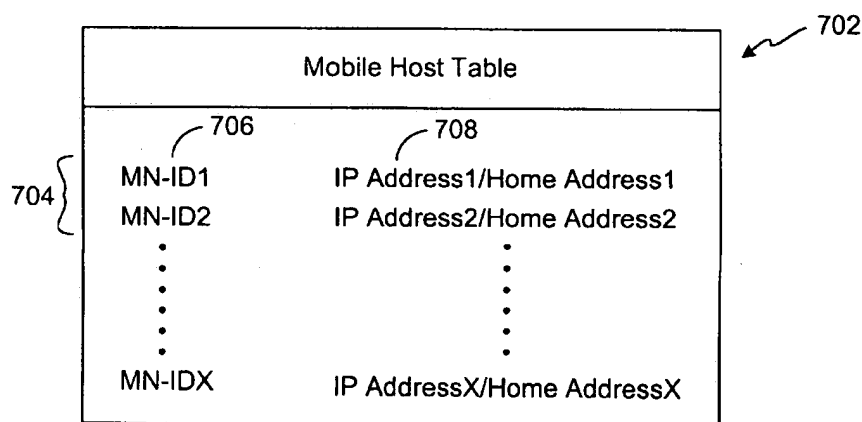 702
Mobile Host Table
706 708
704
MN-ID1 IP Address1/Home Address1
MN-ID2 IP Address2/Home Address2
MN-IDX IP AddressX/Home AddressX